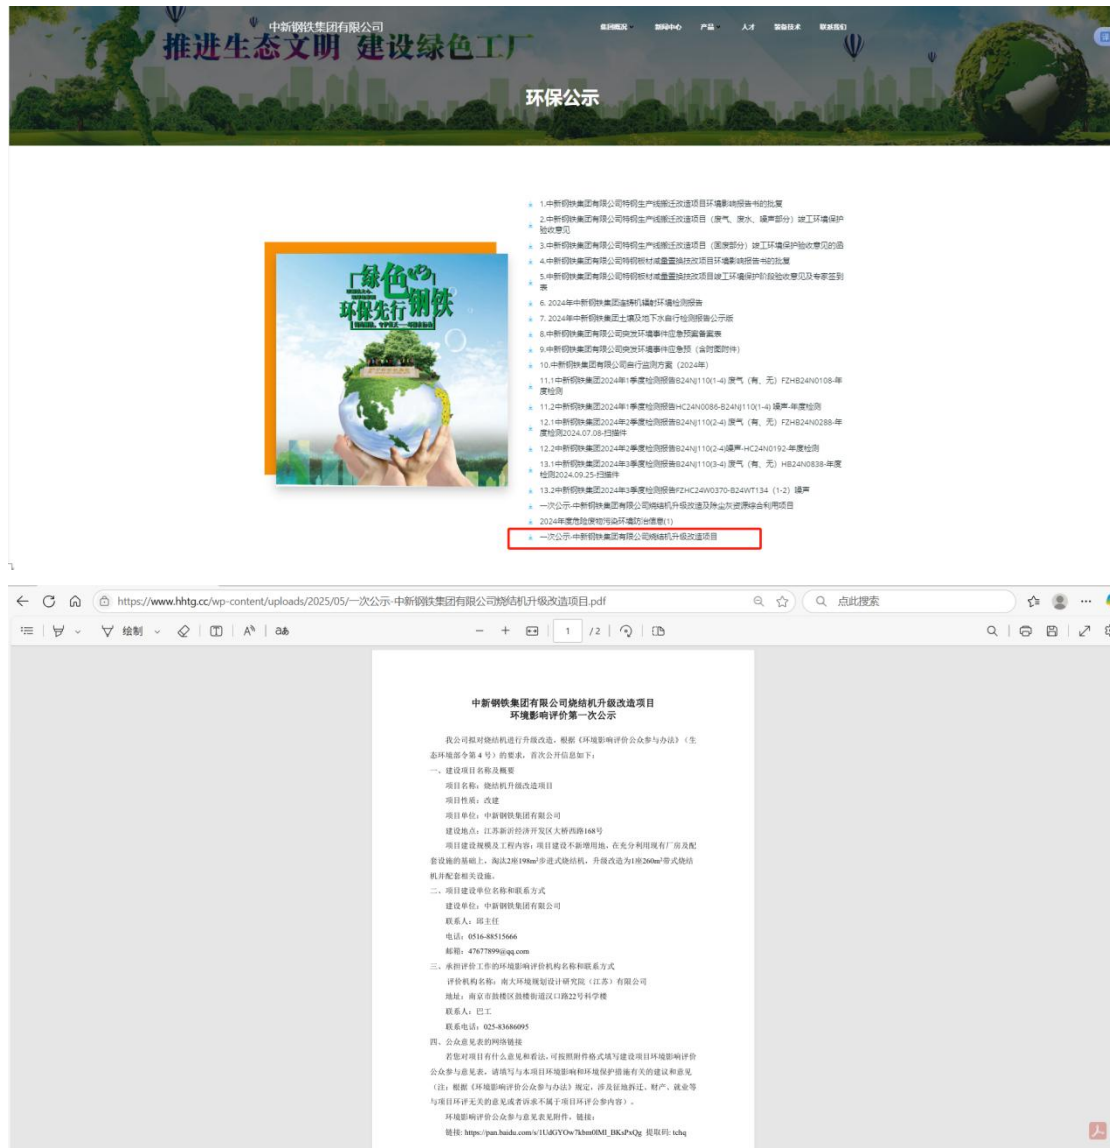 中新钢铁集团有限公司
集团概况 新闻中心 产品 人才 装备技术 联系我们
推进生态文明 建设绿色工厂
环保公示
绿色的
环保先行钢铁
1.中新钢铁集团有限公司特钢生产线搬迁改造项目环境影响报告书的批复
2.中新钢铁集团有限公司特钢生产线搬迁改造项目（废气、废水、噪声部分）竣工环境保护
验收意见
3.中新钢铁集团有限公司特钢生产线搬迁改造项目（固废部分）竣工环境保护验收意见的函
4.中新钢铁集团有限公司特钢板材减量置换技改项目环境影响报告书的批复
5.中新钢铁集团有限公司特钢板材减量置换技改项目竣工环境保护阶段验收意见及专家签到
表
6. 2024年中新钢铁集团连铸机辐射环境检测报告
7. 2024年中新钢铁集团土壤及地下水自行检测报告公示版
8.中新钢铁集团有限公司突发环境事件应急预案备案表
9.中新钢铁集团有限公司突发环境事件应急预（含附图附件）
10.中新钢铁集团有限公司自行监测方案（2024年）
11.1中新钢铁集团2024年1季度检测报告B24NJ110(1-4) 废气（有、无）FZHB24N0108-年
度检测
11.2中新钢铁集团2024年1季度检测报告HC24N0086-B24NJ110(1-4) 噪声-年度检测
12.1中新钢铁集团2024年2季度检测报告B24NJ110(2-4) 废气（有、无）FZHB24N0288-年
度检测2024.07.08-扫描件
12.2中新钢铁集团2024年2季度检测报告B24NJ110(2-4)噪声-HC24N0192-年度检测
13.1中新钢铁集团2024年3季度检测报告B24NJ110(3-4) 废气（有、无）HB24N0838-年度
检测2024.09.25-扫描件
13.2中新钢铁集团2024年3季度检测报告FZHC24W0370-B24WT134（1-2）噪声
一次公示-中新钢铁集团有限公司烧结机升级改造及除尘灰资源综合利用项目
2024年度危险废物污染环境防治信息(1)
一次公示-中新钢铁集团有限公司烧结机升级改造项目
https://www.hhtg.cc/wp-content/uploads/2025/05/一次公示-中新钢铁集团有限公司烧结机升级改造项目.pdf
点此搜索
绘制
1 /2
中新钢铁集团有限公司烧结机升级改造项目
环境影响评价第一次公示
我公司拟对烧结机进行升级改造。根据《环境影响评价公众参与办法》（生
态环境部令第 4 号）的要求，首次公开信息如下：
一、建设项目名称及概要
项目名称：烧结机升级改造项目
项目性质：改建
项目单位：中新钢铁集团有限公司
建设地点：江苏新沂经济开发区大桥西路168号
项目建设规模及工程内容：项目建设不新增用地，在充分利用现有厂房及配
套设施的基础上，淘汰2座198m²步进式烧结机，升级改造为1座260m²带式烧结
机并配套相关设施。
二、项目建设单位名称和联系方式
建设单位：中新钢铁集团有限公司
联系人：邱主任
电话：0516-88515666
邮箱：47677899@qq.com
三、承担评价工作的环境影响评价机构名称和联系方式
评价机构名称：南大环境规划设计研究院（江苏）有限公司
地址：南京市鼓楼区鼓楼街道汉口路22号科学楼
联系人：巴工
联系电话：025-83686095
四、公众意见表的网络链接
若您对项目有什么意见和看法，可按照附件格式填写建设项目环境影响评价
公众参与意见表，请填写与本项目环境影响和环境保护措施有关的建议和意见
（注：根据《环境影响评价公众参与办法》规定，涉及征地拆迁、财产、就业等
与项目环评无关的意见或者诉求不属于项目环评公参内容）。
环境影响评价公众参与意见表见附件。链接：
链接: https://pan.baidu.com/s/1UdGYOw7kbm0lMl_BKsPxQg 提取码: tchq